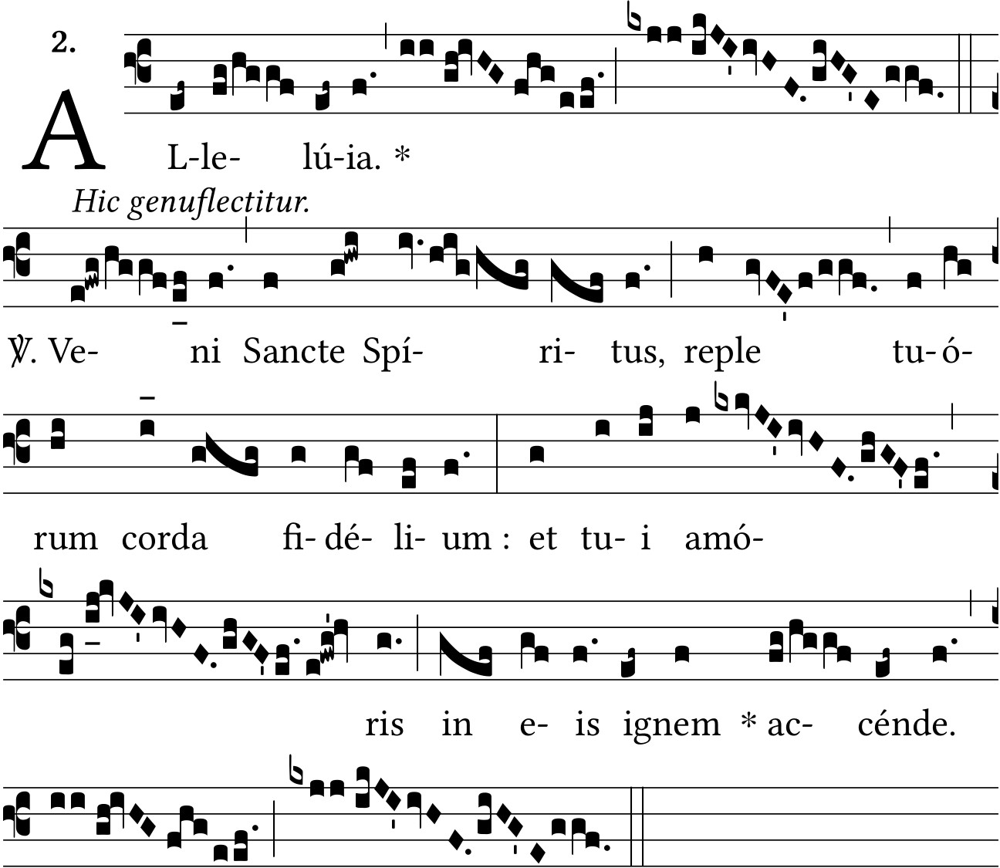 2.
AL-le- lú-ia. *
Hic genuflectitur.
℣. Ve- ni Sancte Spí- ri- tus, reple tu-ó-
rum corda fi-dé- li- um : et tu- i amó-
ris in e- is ignem * ac- cénde.